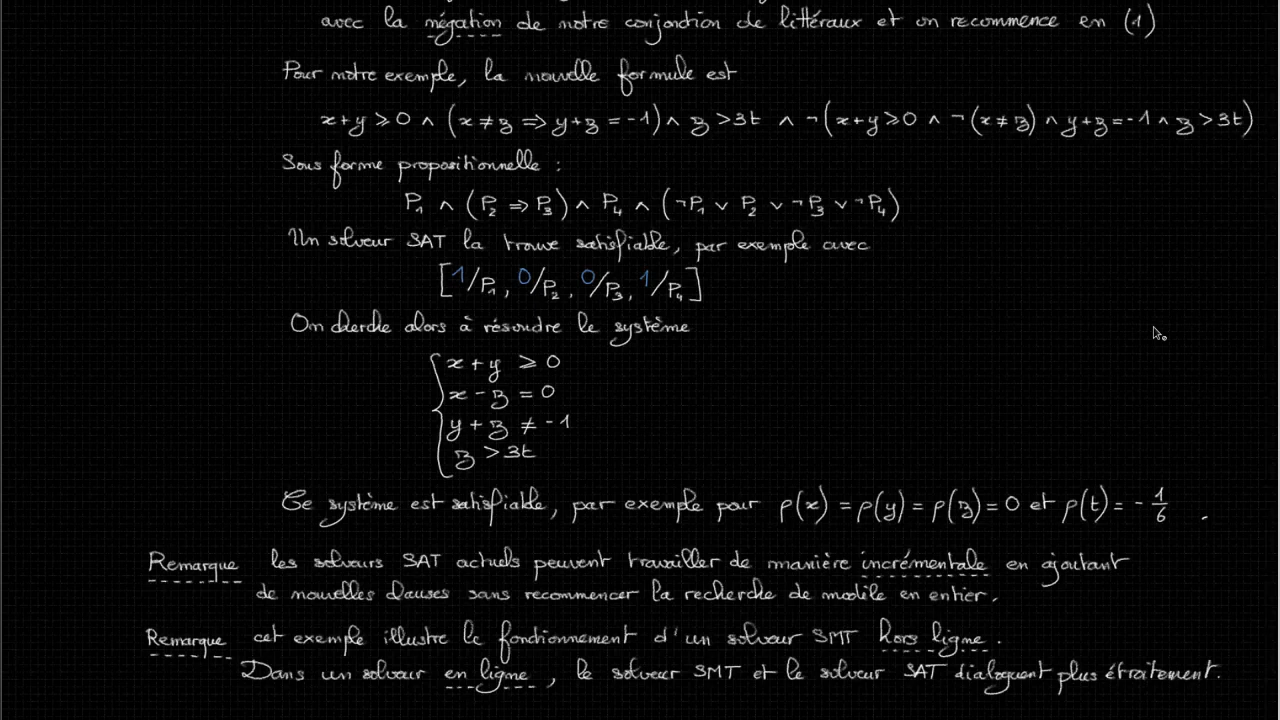 avec la négation de notre conjonction de littéraux et on recommence en (1)
Pour notre exemple, la nouvelle formule est
x+y ⩾ 0 ∧ (x ≠ z ⇒ y+z = -1) ∧ z > 3t ∧ ¬(x+y ⩾ 0 ∧ ¬(x ≠ z) ∧ y+z = -1 ∧ z > 3t)
Sous forme propositionnelle :
P₁ ∧ (P₂ ⇒ P₃) ∧ P₄ ∧ (¬P₁ ∨ P₂ ∨ ¬P₃ ∨ ¬P₄)
Un solveur SAT la trouve satisfiable, par exemple avec
[1/P₁, 0/P₂, 0/P₃, 1/P₄]
On cherche alors à résoudre le système
x + y ⩾ 0
x - z = 0
y + z ≠ -1
z > 3t
Ce système est satisfiable, par exemple pour ρ(x) = ρ(y) = ρ(z) = 0 et ρ(t) = - 1/6 .
Remarque les solveurs SAT actuels peuvent travailler de manière incrémentale en ajoutant
de nouvelles clauses sans recommencer la recherche de modèle en entier.
Remarque cet exemple illustre le fonctionnement d'un solveur SMT hors ligne.
Dans un solveur en ligne, le solveur SMT et le solveur SAT dialoguent plus étroitement.